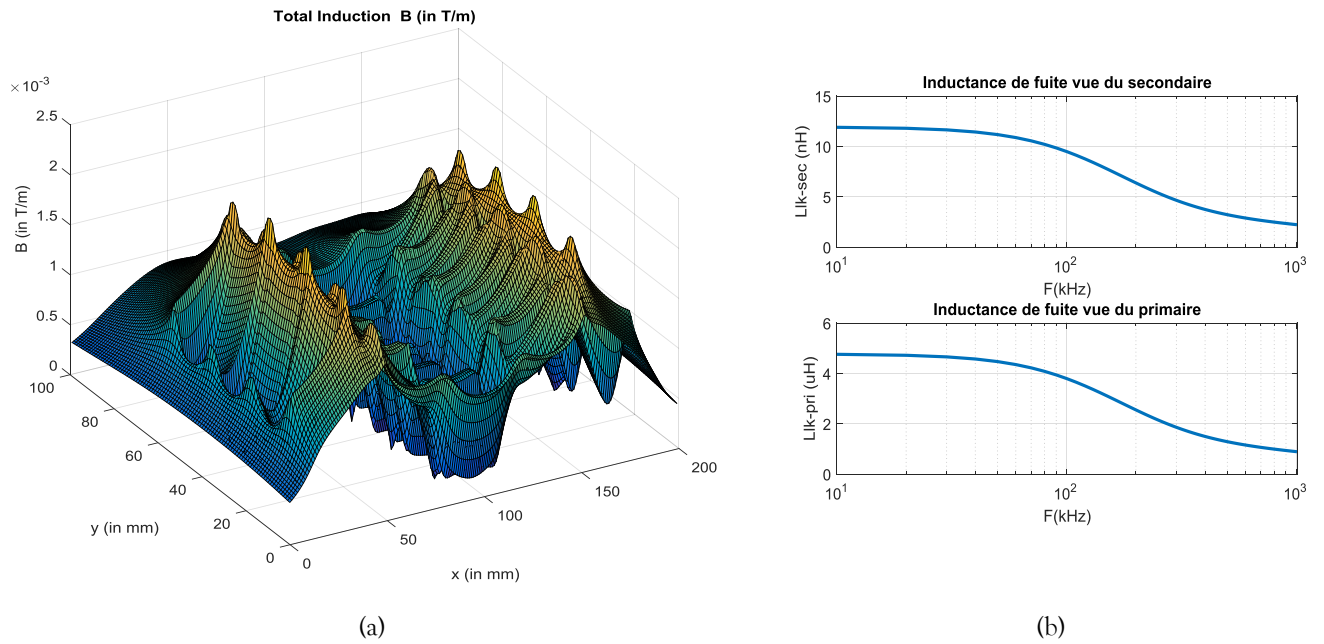 Total Induction B (in T/m)
×10⁻³
2.5
2
1.5
1
0.5
0
B (in T/m)
100
80
60
40
20
0
y (in mm)
0
50
100
150
200
x (in mm)
(a)
Inductance de fuite vue du secondaire
15
10
5
0
Llk-sec (nH)
10¹
10²
10³
F(kHz)
Inductance de fuite vue du primaire
6
4
2
0
Llk-pri (uH)
10¹
10²
10³
F(kHz)
(b)